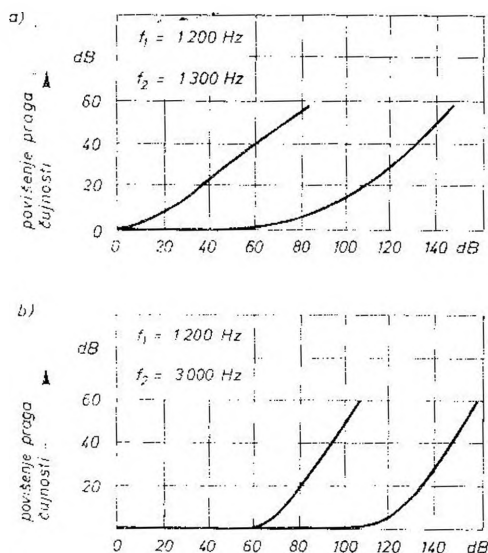 a)
f₁ = 1200 Hz
dB
f₂ = 1300 Hz
60
40
20
0
povišenje praga
čujnosti
0 20 40 60 80 100 120 140 dB
b)
f₁ = 1200 Hz
dB
f₂ = 3000 Hz
60
40
20
povišenje praga
čujnosti
0 20 40 60 80 100 120 140 dB